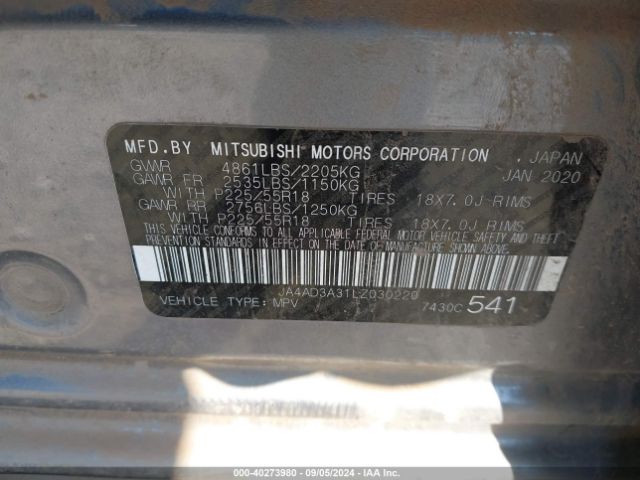 MFD.BY MITSUBISHI MOTORS CORPORATION , JAPAN
GVWR 4861LBS/2205KG JAN 2020
GAWR FR 2535LBS/1150KG
WITH P225/55R18 TIRES 18X7.0J RIMS
GAWR RR /1250KG
WITH P225/55R18 TIRES 18X7.0J RIMS
THIS VEHICLE CONFORMS TO ALL APPLICABLE FEDERAL MOTOR VEHICLE SAFETY AND THEFT
PREVENTION STANDARDS IN EFFECT ON THE DATE OF MANUFACTURE SHOWN ABOVE.
JA4AD3A31LZ030220
VEHICLE TYPE: MPV 7430C 541
000-40273980 - 09/05/2024 - IAA Inc.